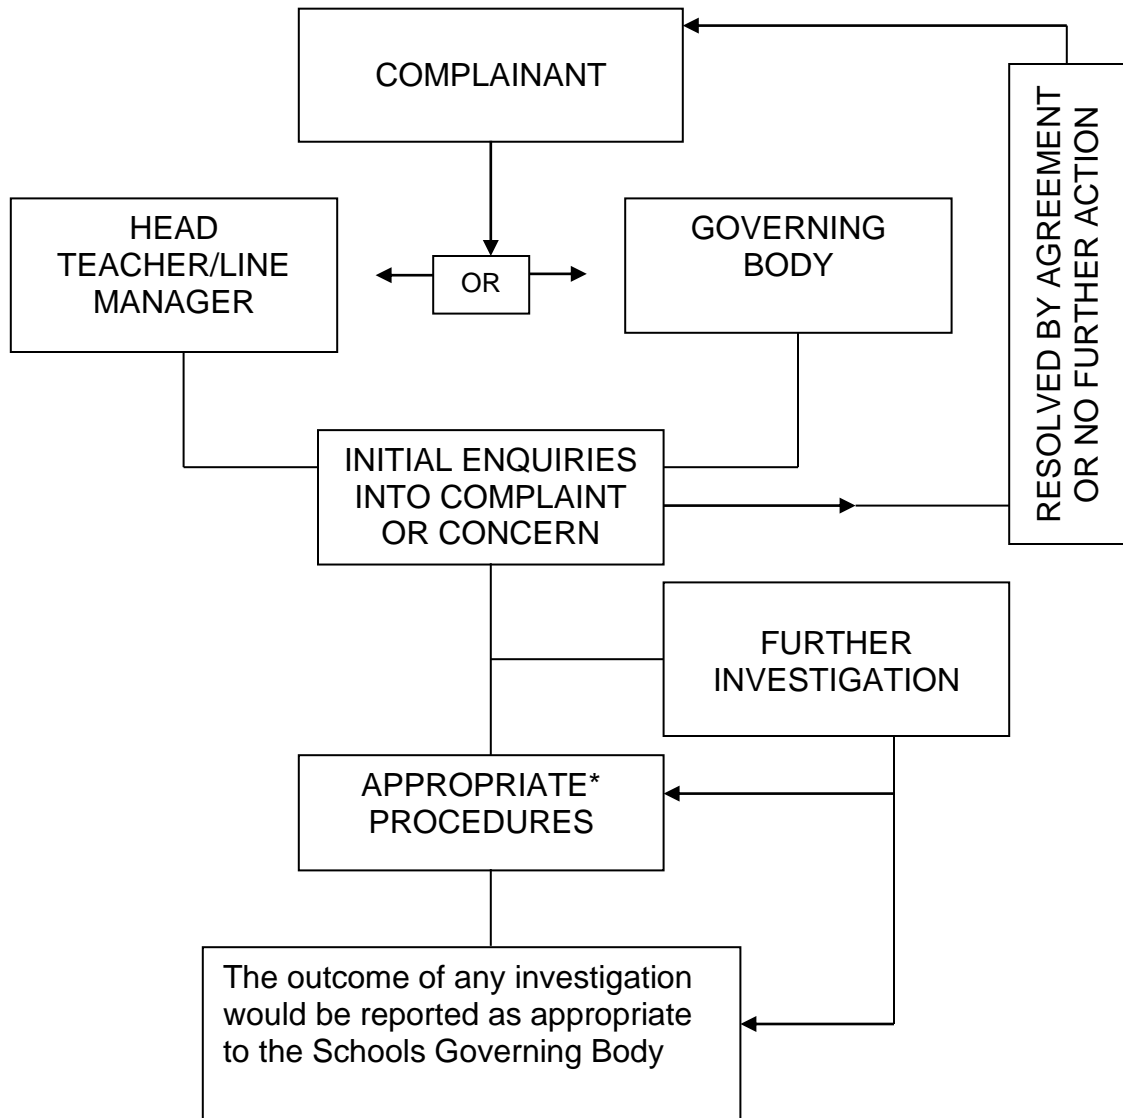 COMPLAINANT
RESOLVED BY AGREEMENT
OR NO FURTHER ACTION
HEAD
TEACHER/LINE
MANAGER
OR
GOVERNING
BODY
INITIAL ENQUIRIES
INTO COMPLAINT
OR CONCERN
FURTHER
INVESTIGATION
APPROPRIATE*
PROCEDURES
The outcome of any investigation
would be reported as appropriate
to the Schools Governing Body